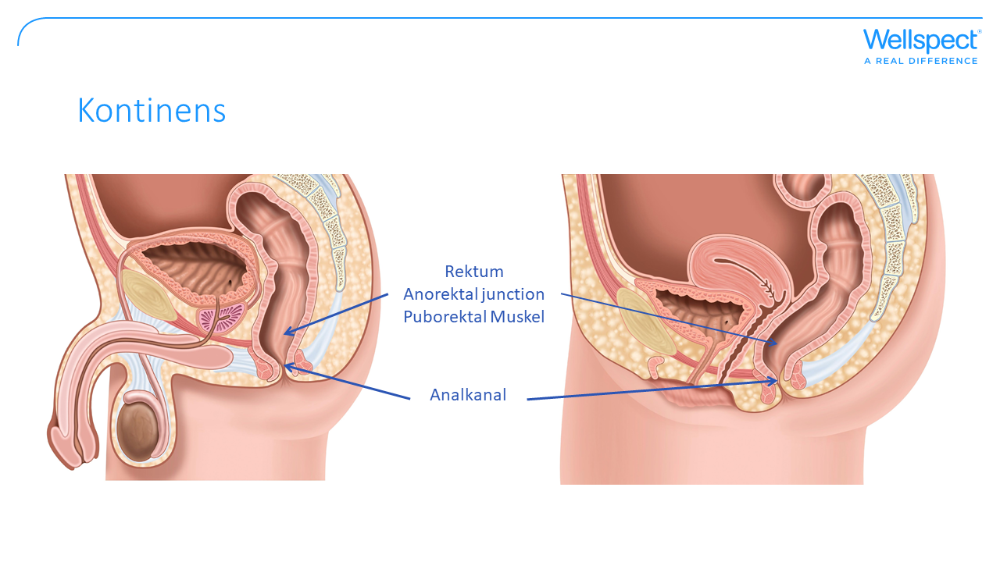 Wellspect®
A REAL DIFFERENCE
Kontinens
Rektum
Anorektal junction
Puborektal Muskel
Analkanal